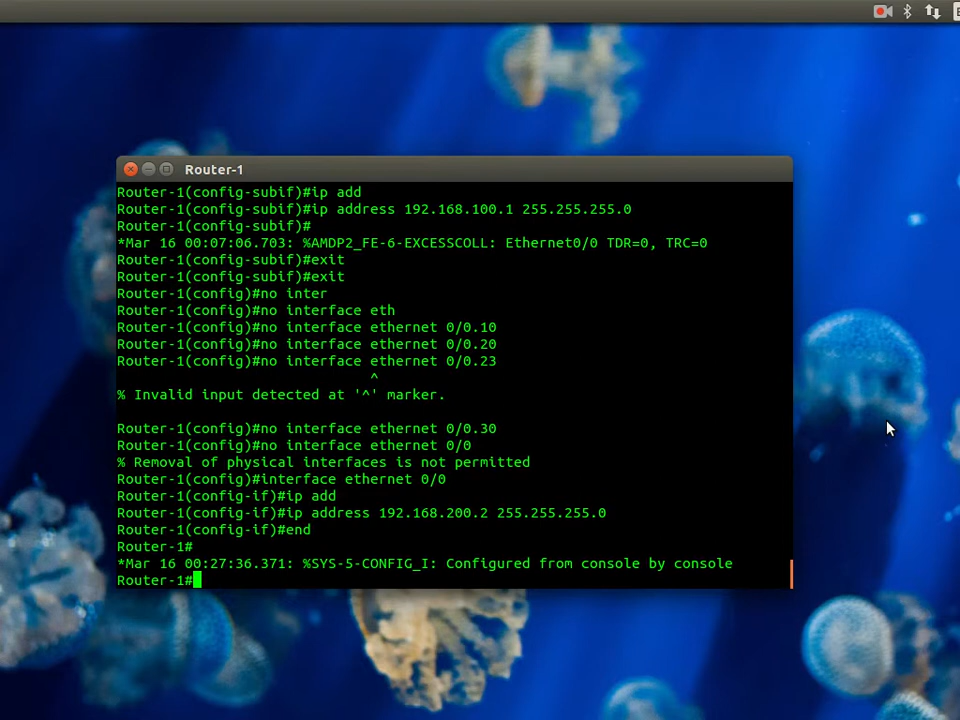 Router-1
Router-1(config-subif)#ip add
Router-1(config-subif)#ip address 192.168.100.1 255.255.255.0
Router-1(config-subif)#
*Mar 16 00:07:06.703: %AMDP2_FE-6-EXCESSCOLL: Ethernet0/0 TDR=0, TRC=0
Router-1(config-subif)#exit
Router-1(config-subif)#exit
Router-1(config)#no inter
Router-1(config)#no interface eth
Router-1(config)#no interface ethernet 0/0.10
Router-1(config)#no interface ethernet 0/0.20
Router-1(config)#no interface ethernet 0/0.23
^
% Invalid input detected at '^' marker.
Router-1(config)#no interface ethernet 0/0.30
Router-1(config)#no interface ethernet 0/0
% Removal of physical interfaces is not permitted
Router-1(config)#interface ethernet 0/0
Router-1(config-if)#ip add
Router-1(config-if)#ip address 192.168.200.2 255.255.255.0
Router-1(config-if)#end
Router-1#
*Mar 16 00:27:36.371: %SYS-5-CONFIG_I: Configured from console by console
Router-1#